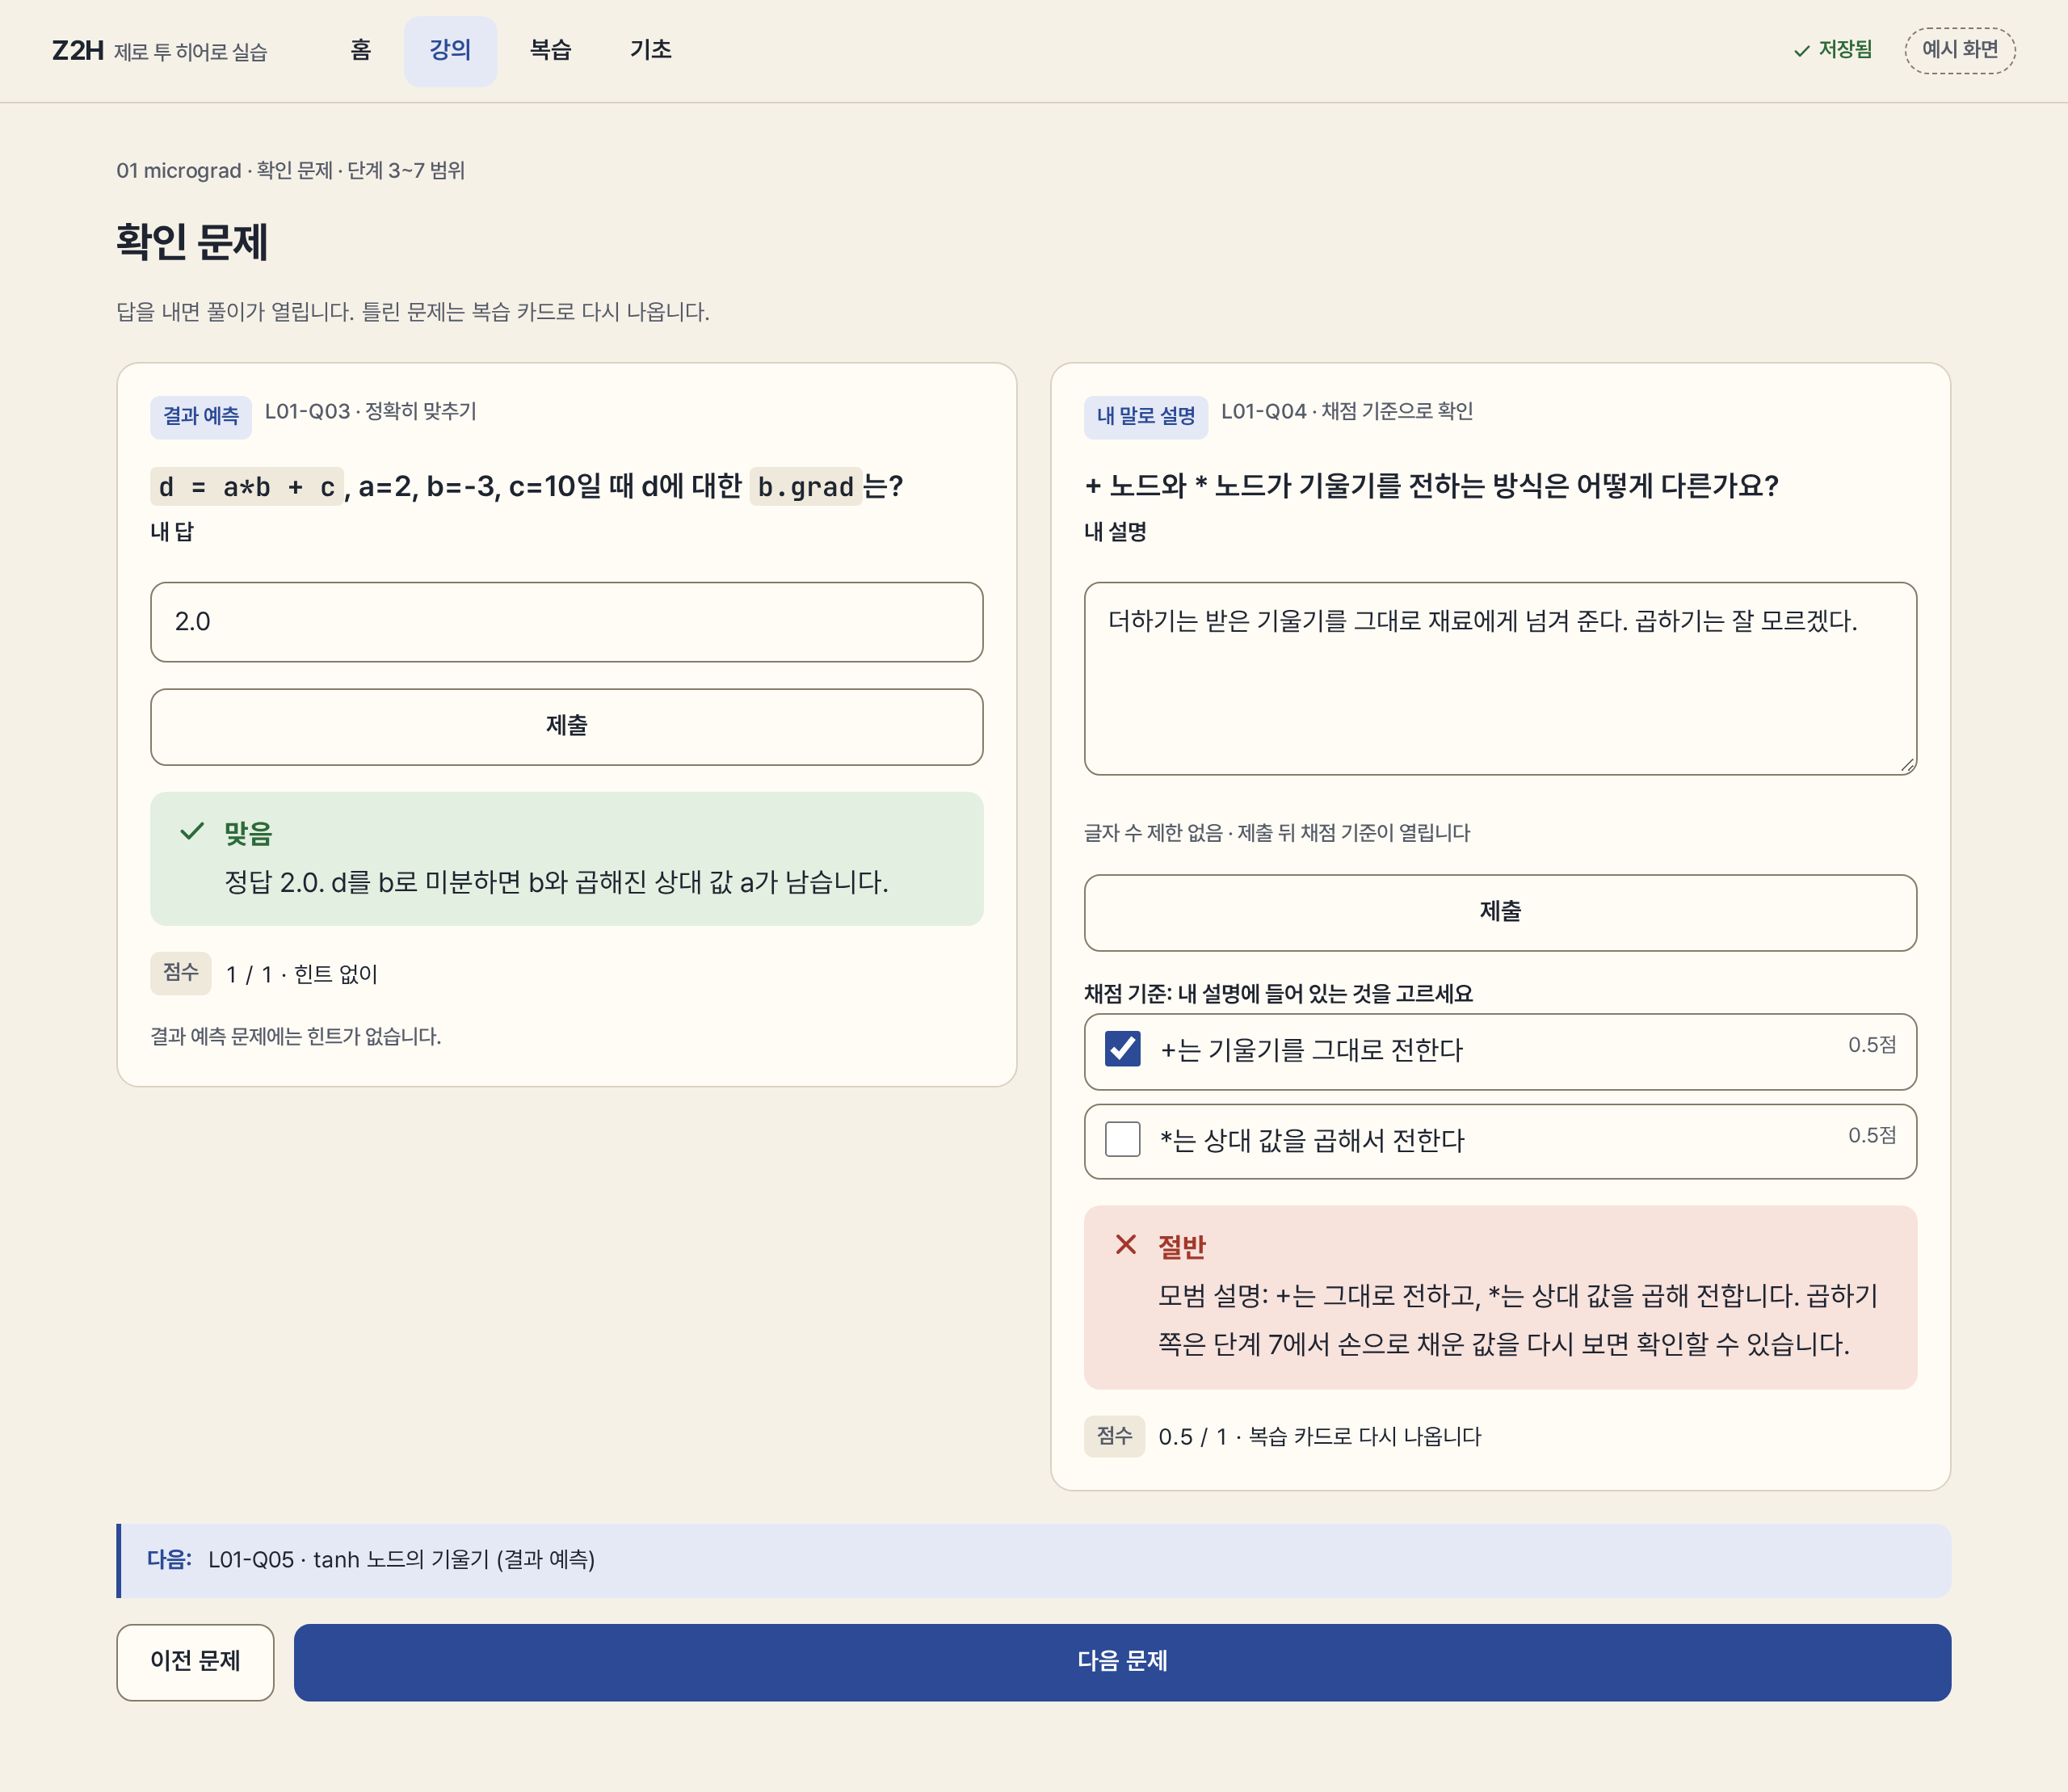 Z2H 제로 투 히어로 실습
홈
강의
복습
기초
저장됨
예시 화면
01 micrograd · 확인 문제 · 단계 3~7 범위
확인 문제
답을 내면 풀이가 열립니다. 틀린 문제는 복습 카드로 다시 나옵니다.
결과 예측 L01-Q03 · 정확히 맞추기
d = a*b + c, a=2, b=-3, c=10일 때 d에 대한 b.grad는?
내 답
2.0
제출
맞음
정답 2.0. d를 b로 미분하면 b와 곱해진 상대 값 a가 남습니다.
점수 1 / 1 · 힌트 없이
결과 예측 문제에는 힌트가 없습니다.
내 말로 설명 L01-Q04 · 채점 기준으로 확인
+ 노드와 * 노드가 기울기를 전하는 방식은 어떻게 다른가요?
내 설명
더하기는 받은 기울기를 그대로 재료에게 넘겨 준다. 곱하기는 잘 모르겠다.
글자 수 제한 없음 · 제출 뒤 채점 기준이 열립니다
제출
채점 기준: 내 설명에 들어 있는 것을 고르세요
+는 기울기를 그대로 전한다 0.5점
*는 상대 값을 곱해서 전한다 0.5점
절반
모범 설명: +는 그대로 전하고, *는 상대 값을 곱해 전합니다. 곱하기
쪽은 단계 7에서 손으로 채운 값을 다시 보면 확인할 수 있습니다.
점수 0.5 / 1 · 복습 카드로 다시 나옵니다
다음: L01-Q05 · tanh 노드의 기울기 (결과 예측)
이전 문제
다음 문제